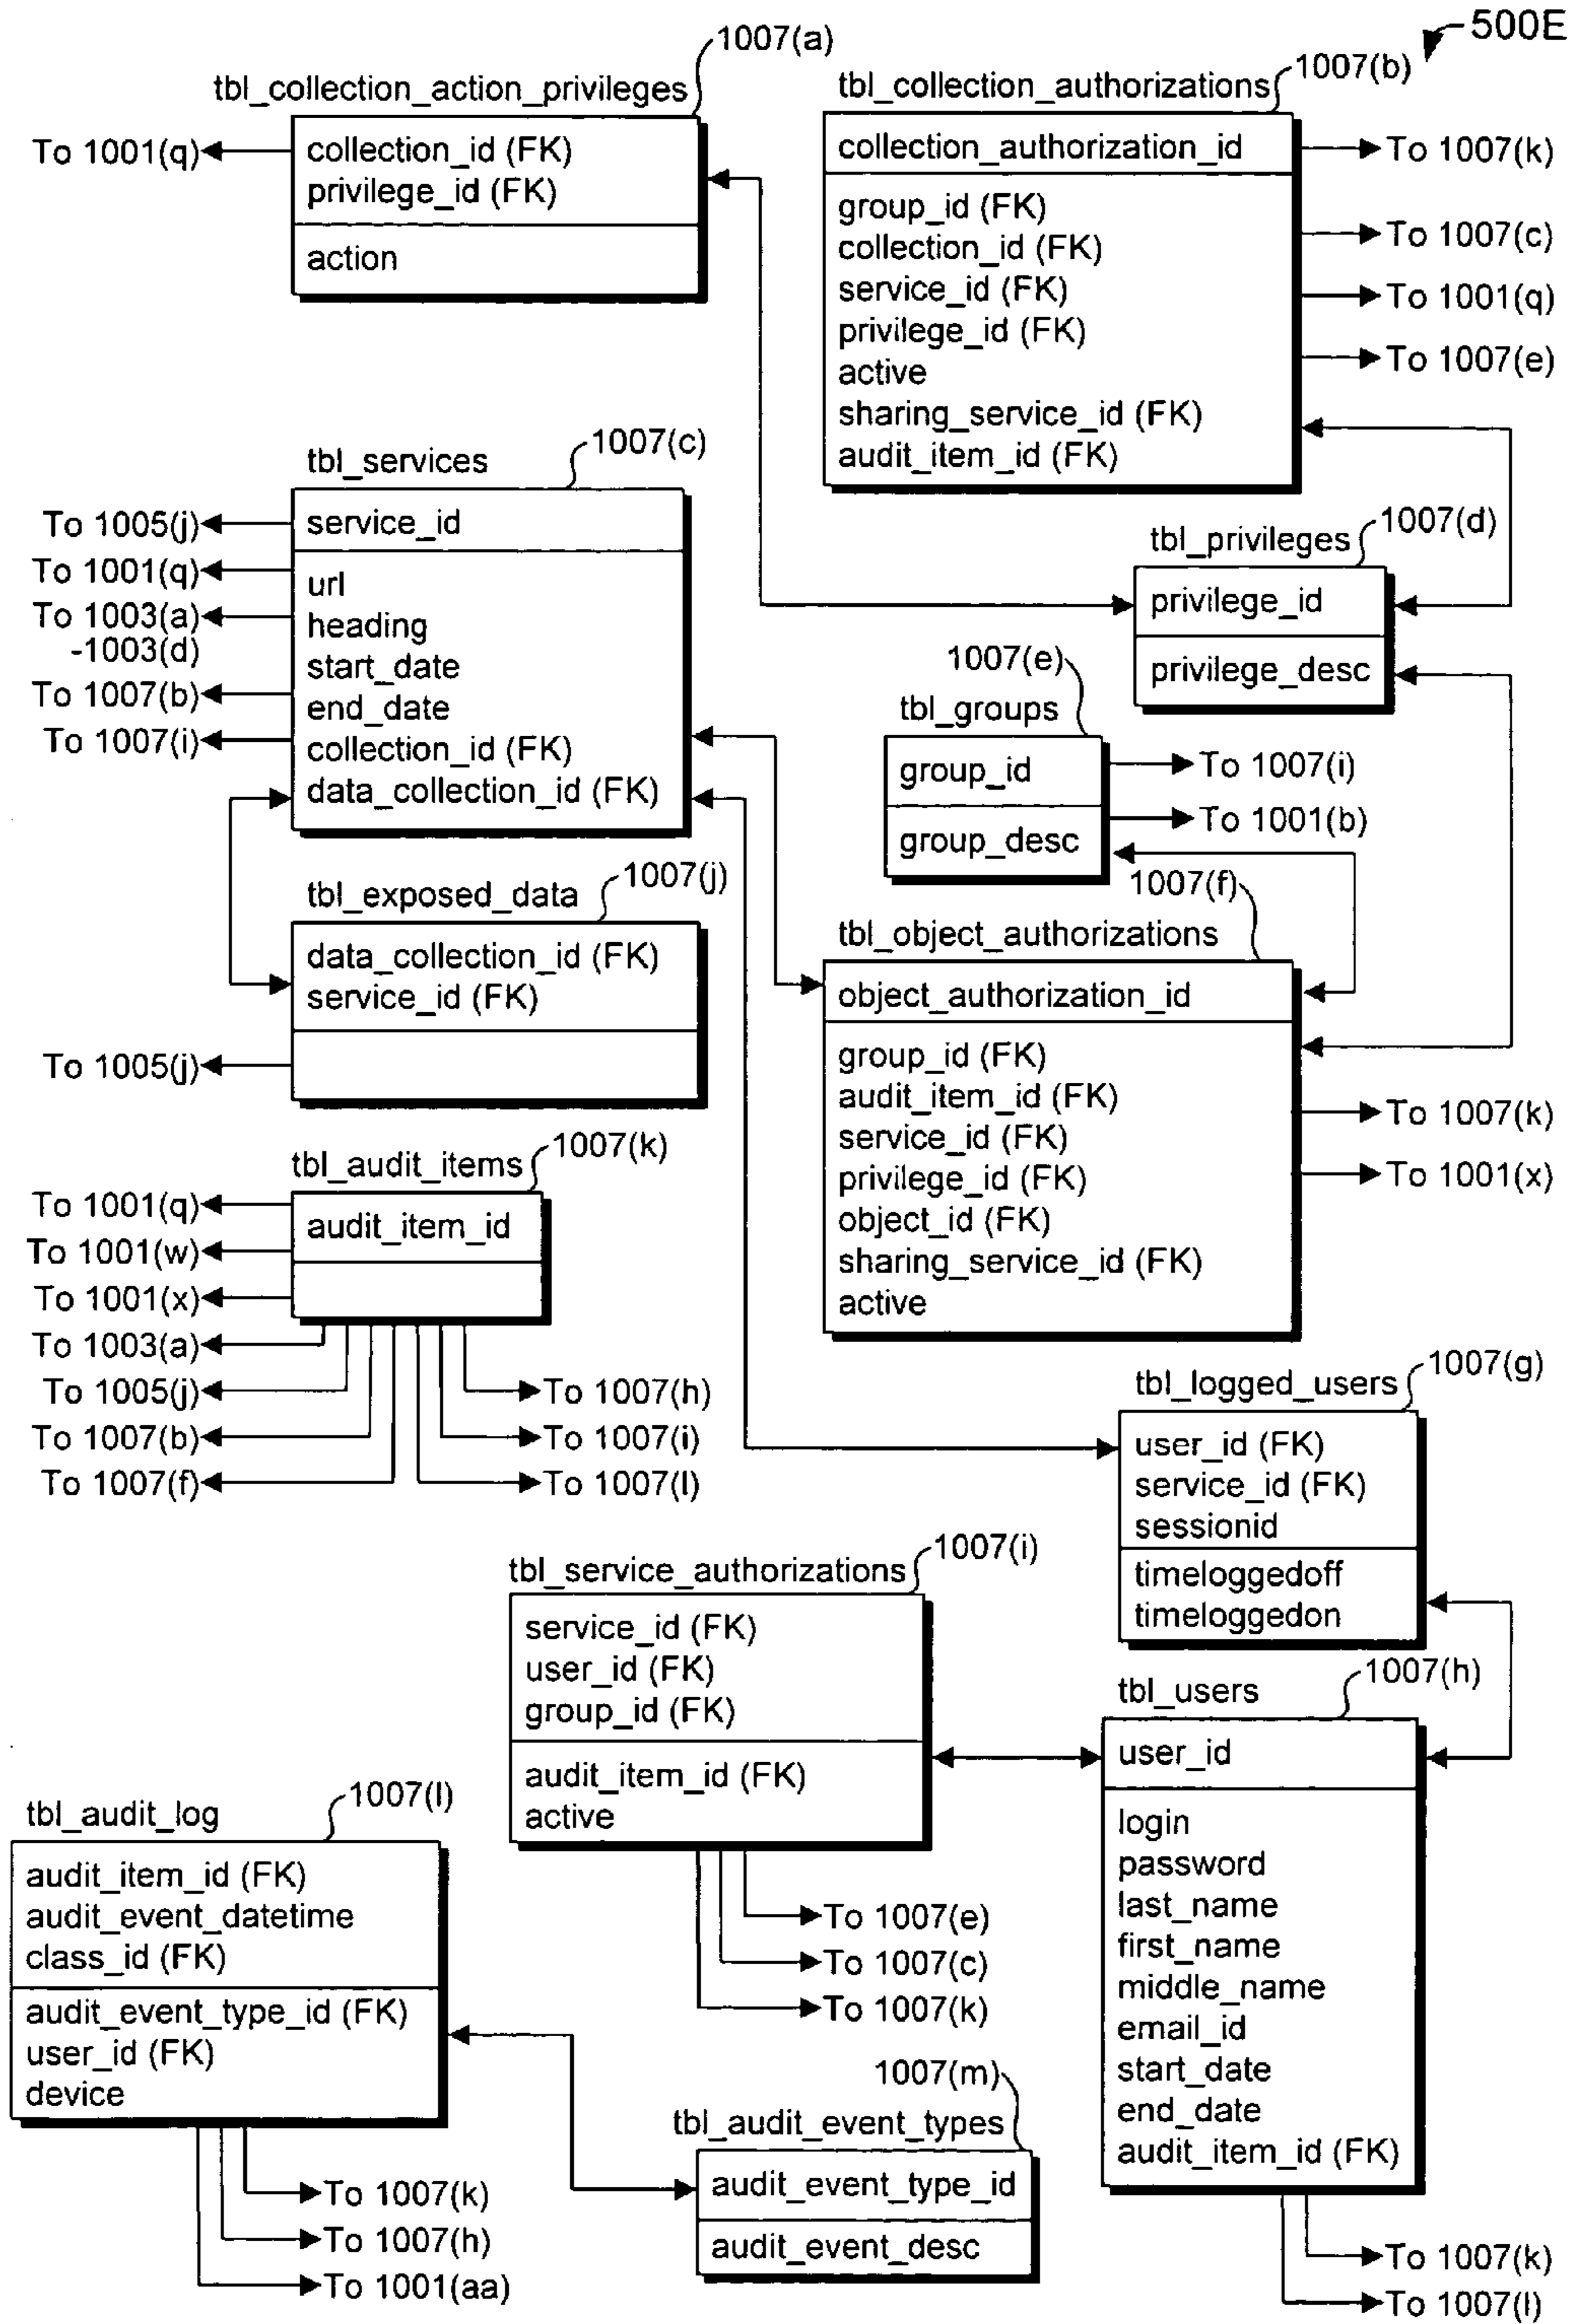 500E
1007(a)
tbl_collection_action_privileges
To 1001(q)
collection_id (FK)
privilege_id (FK)
action
1007(b)
tbl_collection_authorizations
collection_authorization_id
group_id (FK)
collection_id (FK)
service_id (FK)
privilege_id (FK)
active
sharing_service_id (FK)
audit_item_id (FK)
To 1007(k)
To 1007(c)
To 1001(q)
To 1007(e)
1007(c)
tbl_services
service_id
url
heading
start_date
end_date
collection_id (FK)
data_collection_id (FK)
To 1005(j)
To 1001(q)
To 1003(a)
-1003(d)
To 1007(b)
To 1007(i)
1007(d)
tbl_privileges
privilege_id
privilege_desc
1007(e)
tbl_groups
group_id
group_desc
To 1007(i)
To 1001(b)
1007(j)
tbl_exposed_data
data_collection_id (FK)
service_id (FK)
To 1005(j)
1007(f)
tbl_object_authorizations
object_authorization_id
group_id (FK)
audit_item_id (FK)
service_id (FK)
privilege_id (FK)
object_id (FK)
sharing_service_id (FK)
active
To 1007(k)
To 1001(x)
1007(k)
tbl_audit_items
audit_item_id
To 1001(q)
To 1001(w)
To 1001(x)
To 1003(a)
To 1005(j)
To 1007(b)
To 1007(f)
To 1007(h)
To 1007(i)
To 1007(l)
1007(g)
tbl_logged_users
user_id (FK)
service_id (FK)
sessionid
timeloggedoff
timeloggedon
1007(i)
tbl_service_authorizations
service_id (FK)
user_id (FK)
group_id (FK)
audit_item_id (FK)
active
To 1007(e)
To 1007(c)
To 1007(k)
1007(h)
tbl_users
user_id
login
password
last_name
first_name
middle_name
email_id
start_date
end_date
audit_item_id (FK)
To 1007(k)
To 1007(l)
1007(l)
tbl_audit_log
audit_item_id (FK)
audit_event_datetime
class_id (FK)
audit_event_type_id (FK)
user_id (FK)
device
To 1007(k)
To 1007(h)
To 1001(aa)
1007(m)
tbl_audit_event_types
audit_event_type_id
audit_event_desc